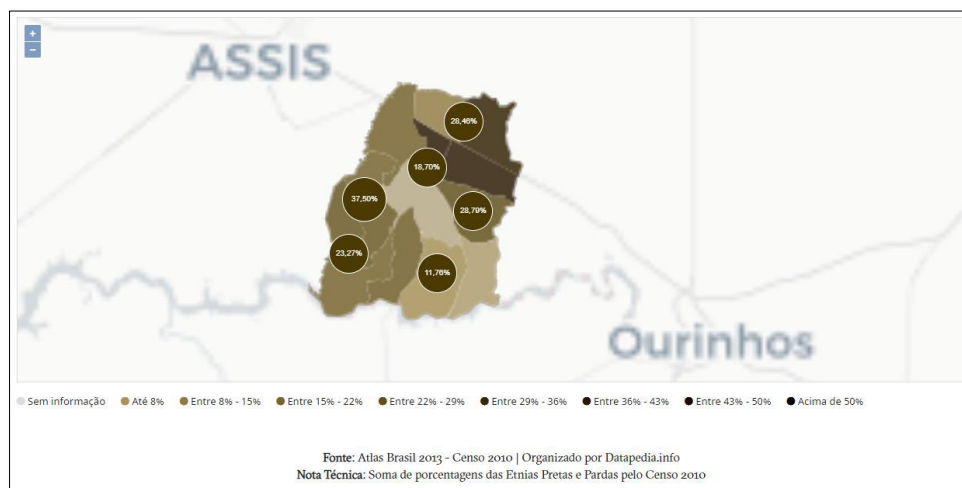 +
−
ASSIS
28,46%
18,70%
37,50%
28,79%
23,27%
11,76%
Ourinhos
Sem informação Até 8% Entre 8% - 15% Entre 15% - 22% Entre 22% - 29% Entre 29% - 36% Entre 36% - 43% Entre 43% - 50% Acima de 50%
Fonte: Atlas Brasil 2013 - Censo 2010 | Organizado por Datapedia.info
Nota Técnica: Soma de porcentagens das Etnias Pretas e Pardas pelo Censo 2010